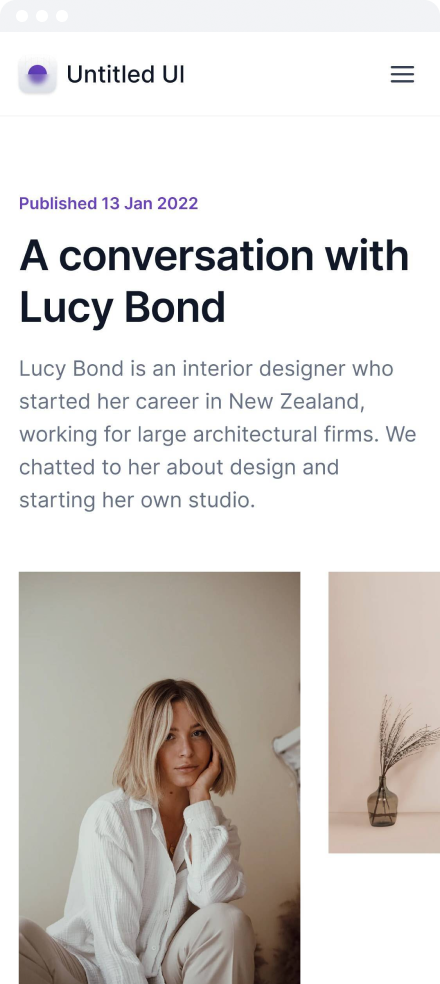 Untitled UI
Published 13 Jan 2022
A conversation with
Lucy Bond
Lucy Bond is an interior designer who
started her career in New Zealand,
working for large architectural firms. We
chatted to her about design and
starting her own studio.